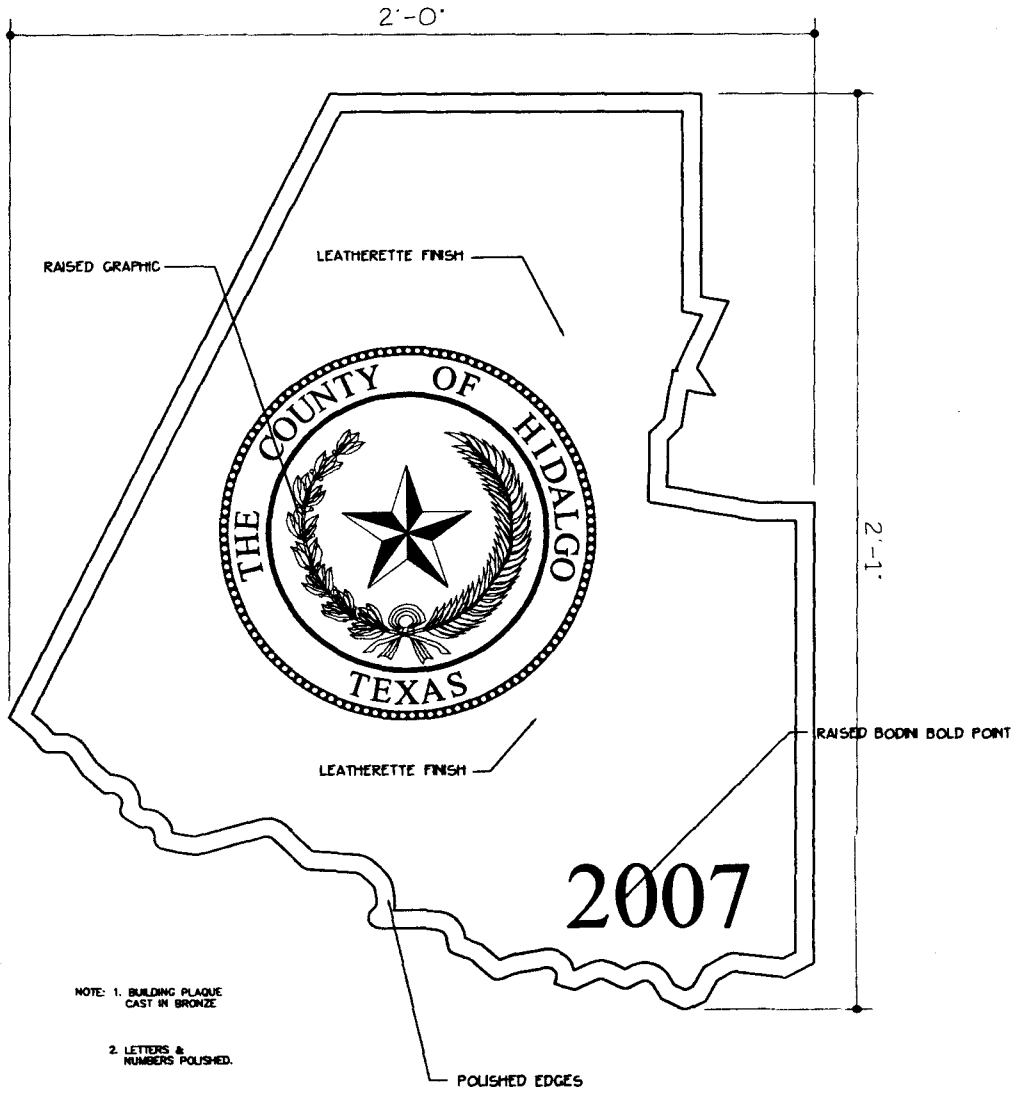 2'-0"
RAISED GRAPHIC
LEATHERETTE FINISH
THE COUNTY OF HIDALGO
TEXAS
2'-1"
RAISED BODINI BOLD POINT
LEATHERETTE FINISH
2007
NOTE: 1. BUILDING PLAQUE
CAST IN BRONZE
2. LETTERS &
NUMBERS POLISHED.
POLISHED EDGES